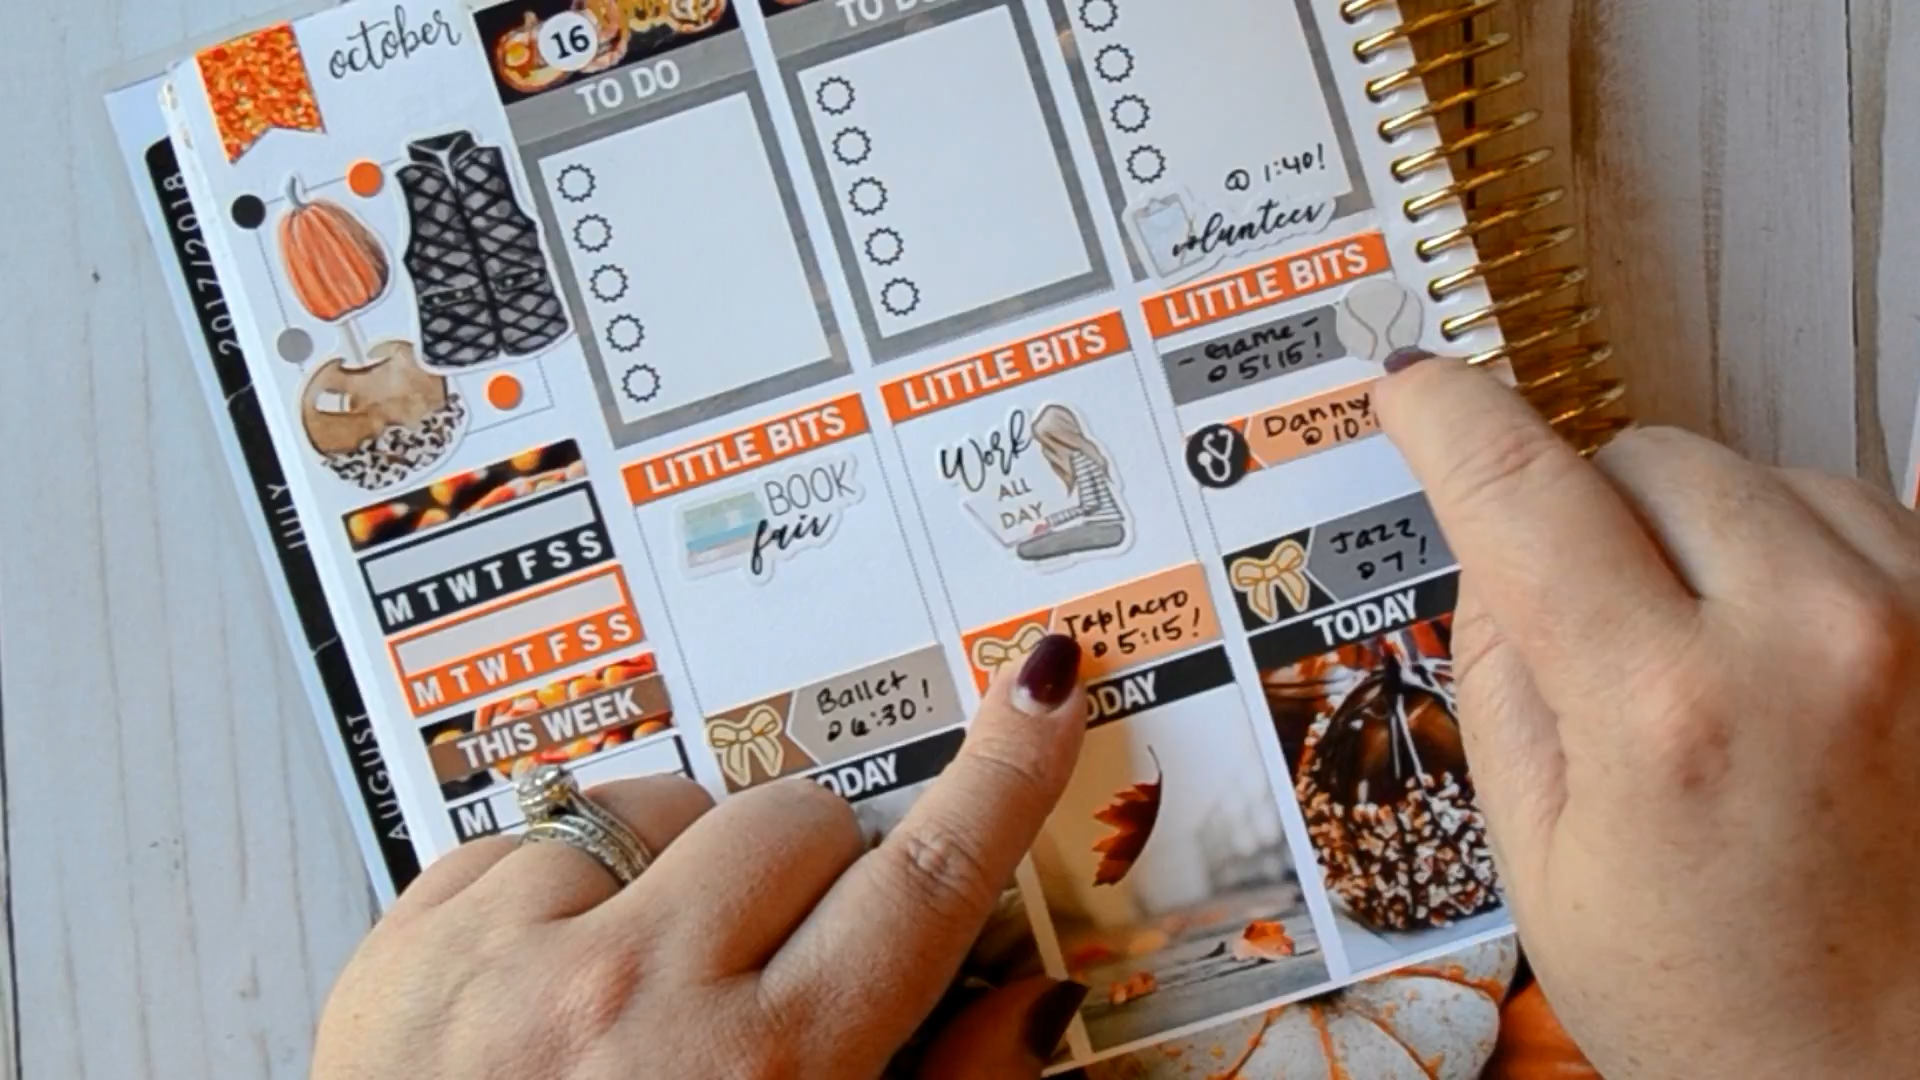 october
16
TO DO
TO DO
@ 1:40!
volunteer
LITTLE BITS
LITTLE BITS
LITTLE BITS
- Game -
@ 5:15!
Danny
@ 10:
BOOK
fair
Work
ALL
DAY
Jazz
@ 7!
Tap/acro
@ 5:15!
Ballet
@ 6:30!
TODAY
ODAY
ODAY
M T W T F S S
M T W T F S S
THIS WEEK
M
2017/2018
JULY
AUGUST